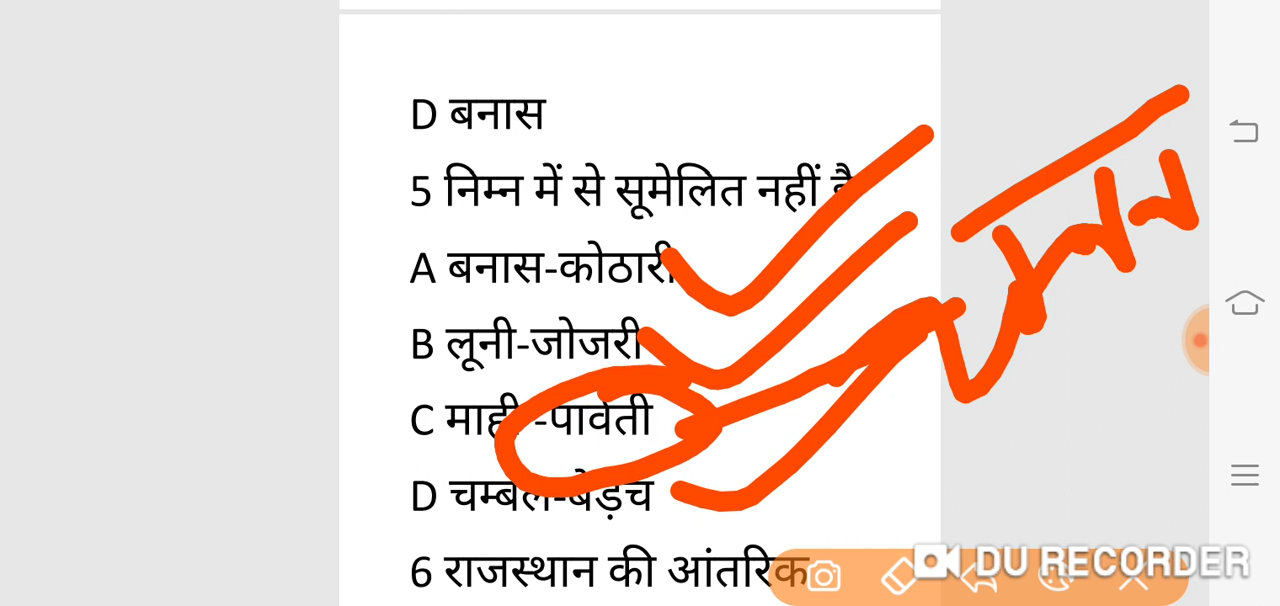 D बनास
5 निम्न में से सूमेलित नहीं है
A बनास-कोठारी
B लूनी-जोजरी
C माही-पार्वती
D चम्बल-बेड़च
6 राजस्थान की आंतरिक
DU RECORDER